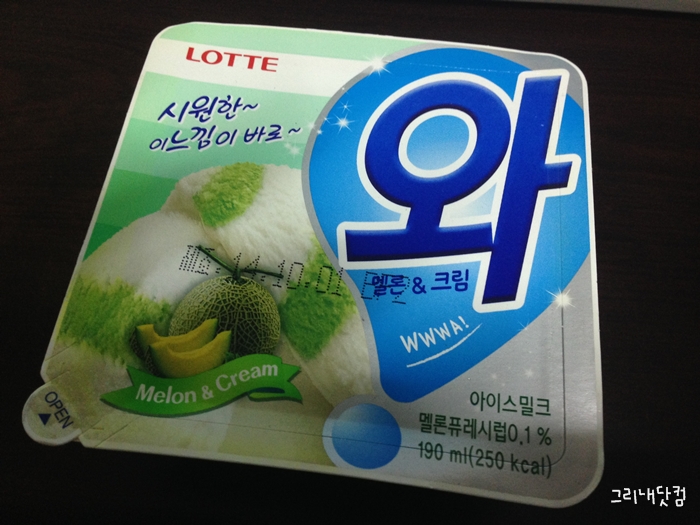 LOTTE
시원한~
이느낌이 바로~
와
멜론 & 크림
WWWA!
Melon & Cream
OPEN
아이스밀크
멜론퓨레시럽0.1 %
190 ml(250 kcal)
그리내닷컴